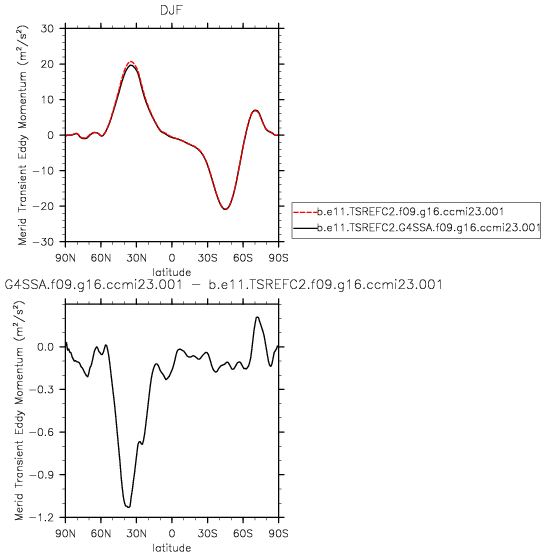 DJF
Merid Transient Eddy Momentum (m²/s²)
30
20
10
0
−10
−20
−30
90N 60N 30N 0 30S 60S 90S
latitude
b.e11.TSREFC2.f09.g16.ccmi23.001
b.e11.TSREFC2.G4SSA.f09.g16.ccmi23.001
G4SSA.f09.g16.ccmi23.001 − b.e11.TSREFC2.f09.g16.ccmi23.001
Merid Transient Eddy Momentum (m²/s²)
0.0
−0.3
−0.6
−0.9
−1.2
90N 60N 30N 0 30S 60S 90S
latitude